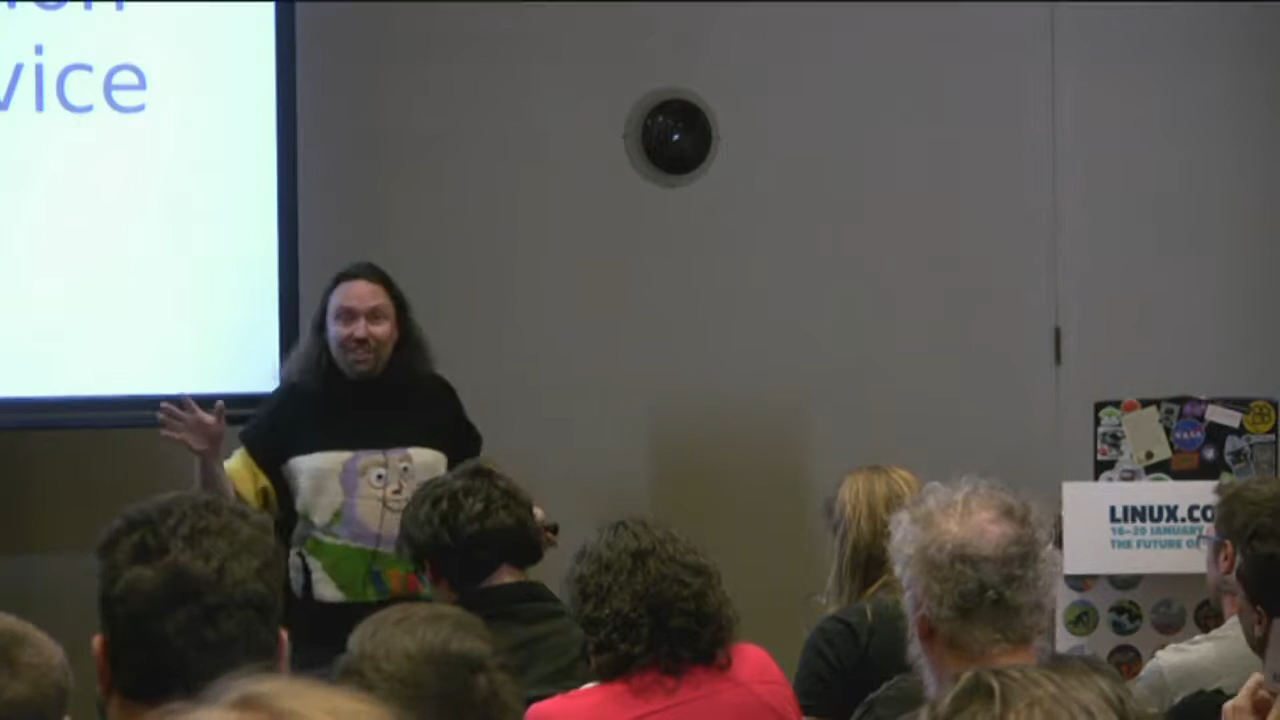 vice
NASA
LINUX.CO
16–20 JANUARY
THE FUTURE O